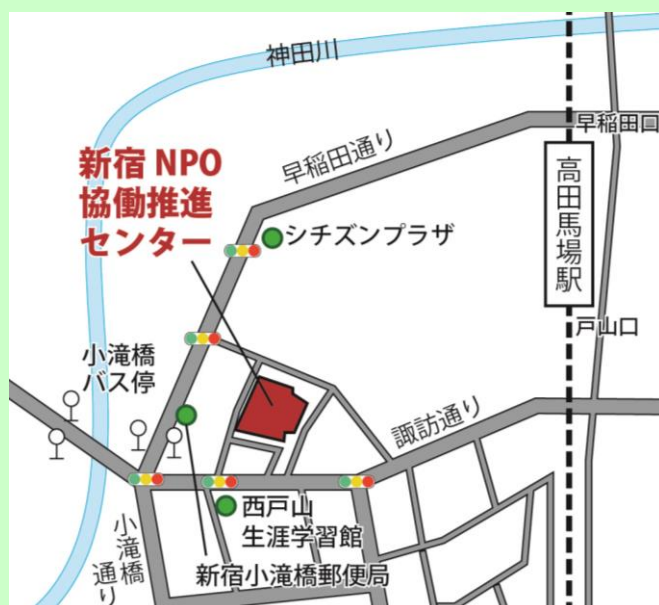 神田川
早稲田口
早稲田通り
新宿 NPO
協働推進
センター
シチズンプラザ
高田馬場駅
戸山口
小滝橋
バス停
諏訪通り
西戸山
生涯学習館
小滝橋
通り
新宿小滝橋郵便局